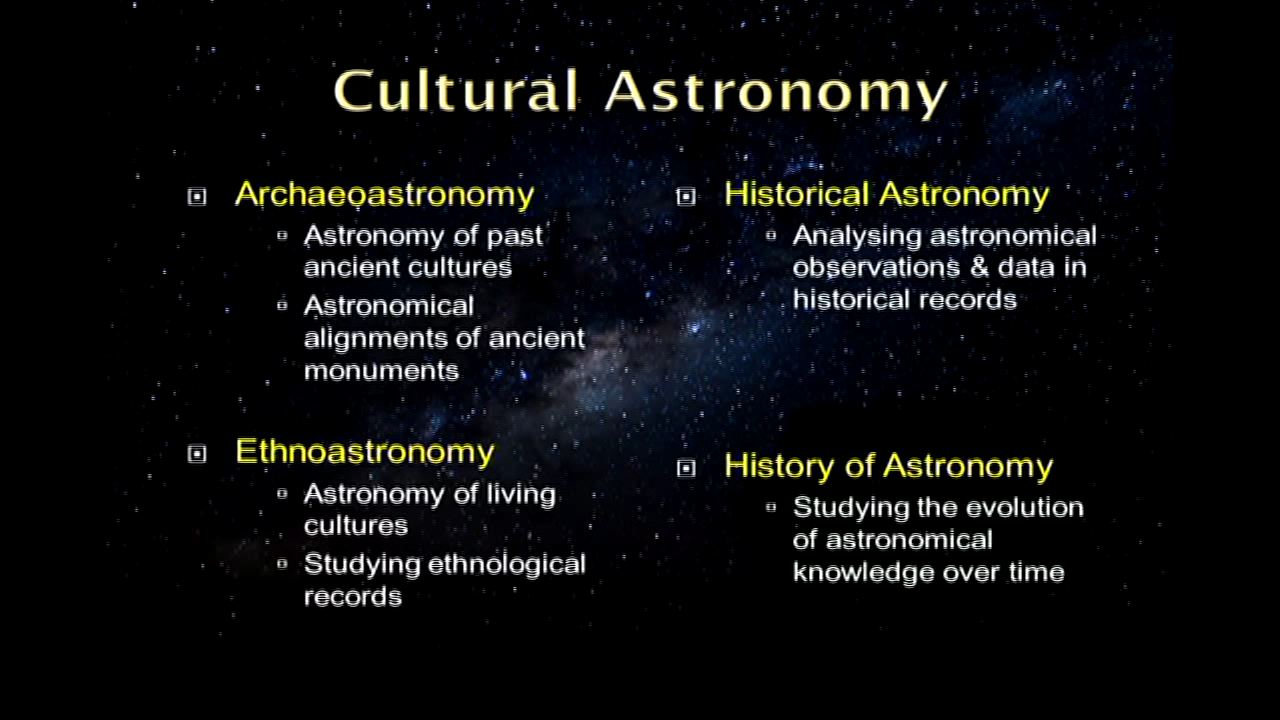 Cultural Astronomy
Archaeoastronomy
Astronomy of past
ancient cultures
Astronomical
alignments of ancient
monuments
Ethnoastronomy
Astronomy of living
cultures
Studying ethnological
records
Historical Astronomy
Analysing astronomical
observations & data in
historical records
History of Astronomy
Studying the evolution
of astronomical
knowledge over time